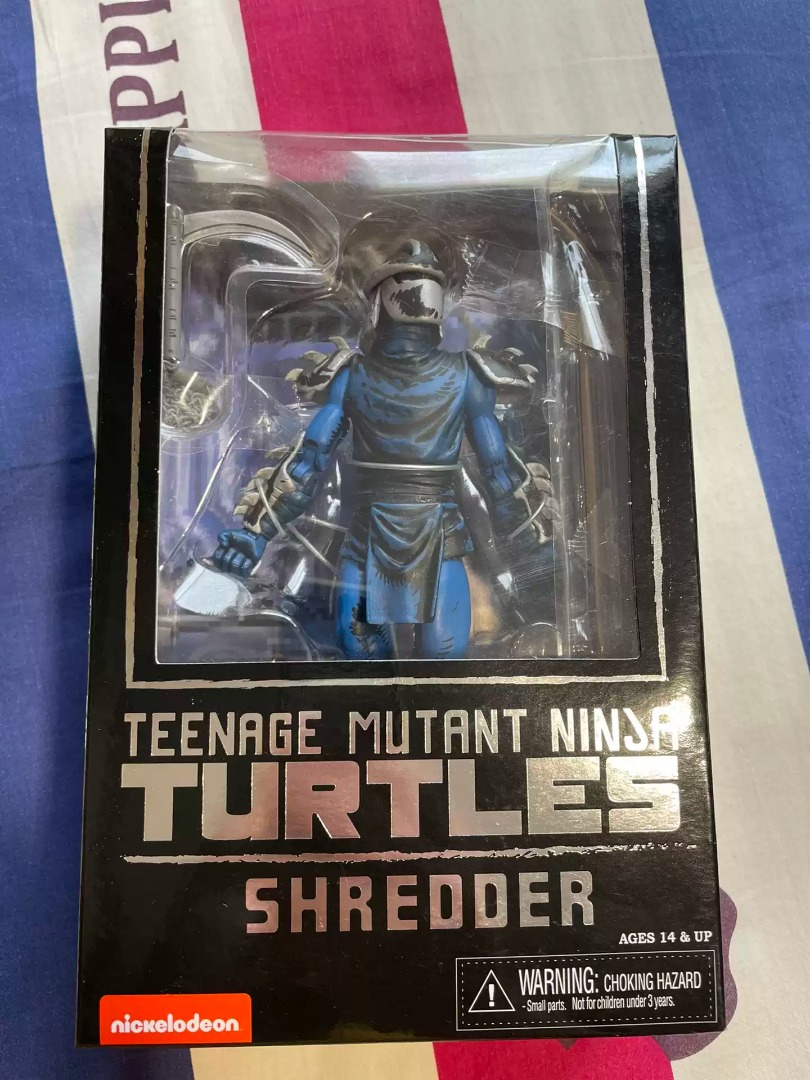 PPI
TEENAGE MUTANT NINJA
TURTLES
SHREDDER
AGES 14 & UP
WARNING: CHOKING HAZARD
- Small parts. Not for children under 3 years.
nickelodeon